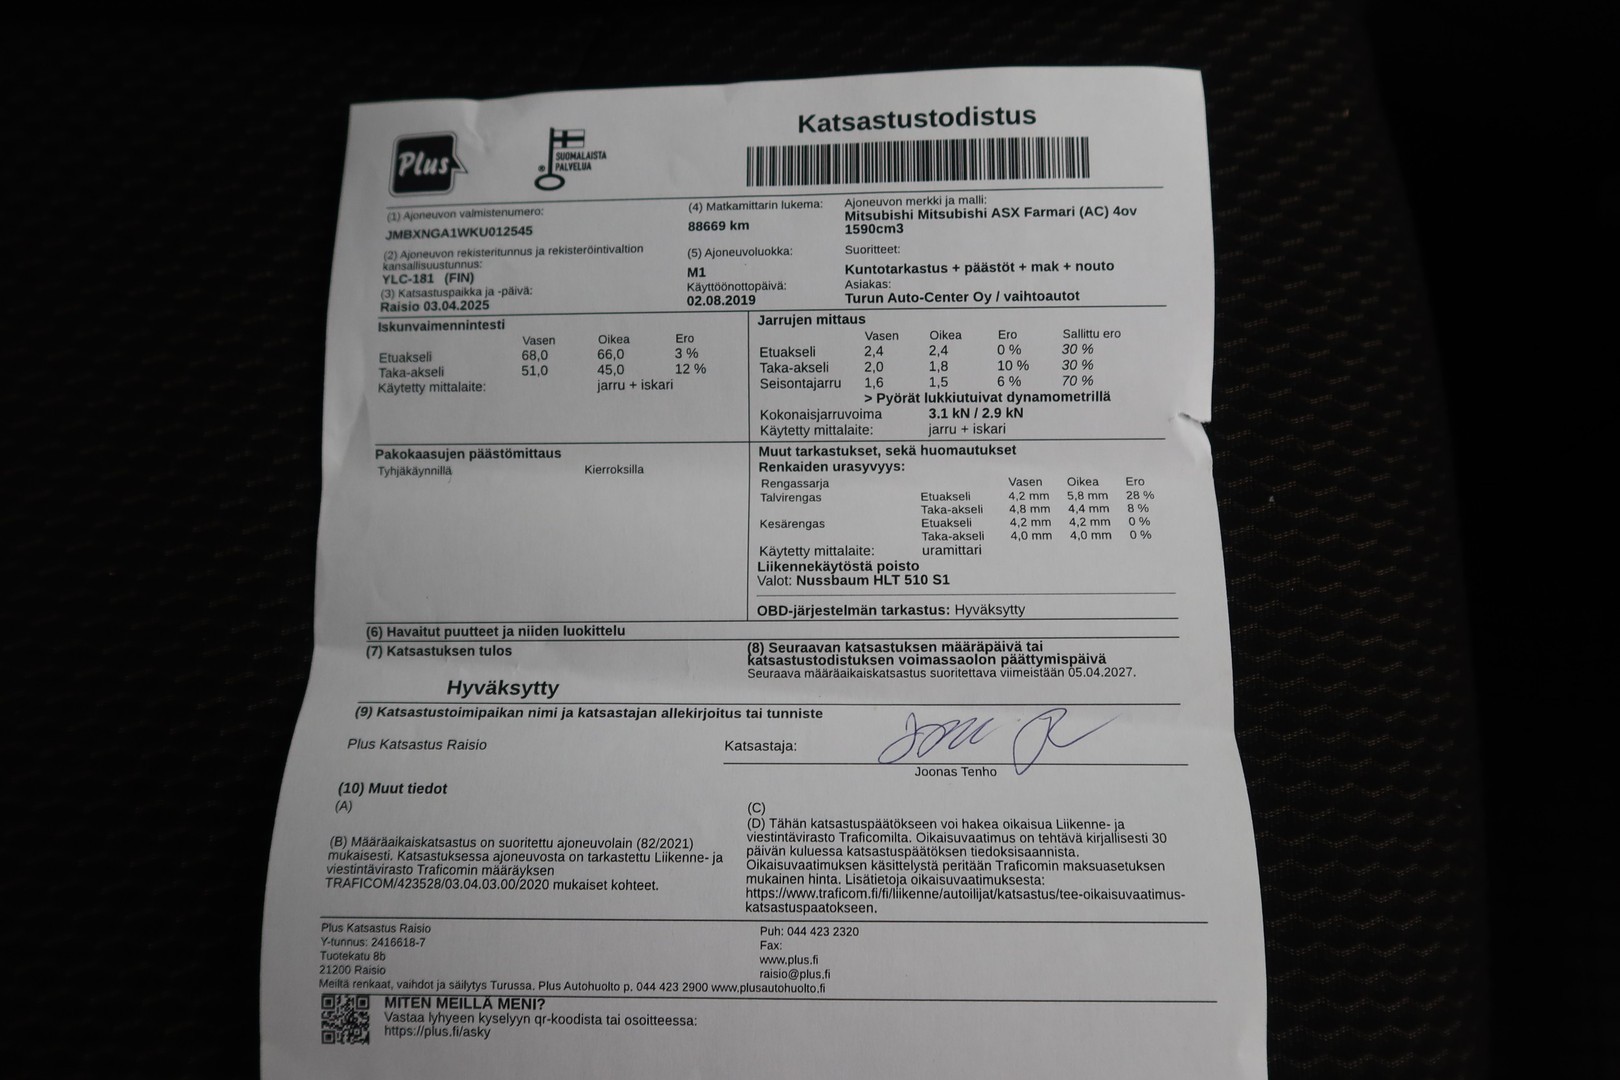 Katsastustodistus
Plus
SUOMALAISTA
PALVELUA
(1) Ajoneuvon valmistenumero:
JMBXNGA1WKU012545
(2) Ajoneuvon rekisteritunnus ja rekisteröintivaltion
kansallisuustunnus:
YLC-181 (FIN)
(3) Katsastuspaikka ja -päivä:
Raisio 03.04.2025
(4) Matkamittarin lukema:
88669 km
(5) Ajoneuvoluokka:
M1
Käyttöönottopäivä:
02.08.2019
Ajoneuvon merkki ja malli:
Mitsubishi Mitsubishi ASX Farmari (AC) 4ov
1590cm3
Suoritteet:
Kuntotarkastus + päästöt + mak + nouto
Asiakas:
Turun Auto-Center Oy / vaihtoautot
Iskunvaimennintesti
Vasen Oikea Ero
Etuakseli 68,0 66,0 3 %
Taka-akseli 51,0 45,0 12 %
Käytetty mittalaite: jarru + iskari
Jarrujen mittaus
Vasen Oikea Ero Sallittu ero
Etuakseli 2,4 2,4 0 % 30 %
Taka-akseli 2,0 1,8 10 % 30 %
Seisontajarru 1,6 1,5 6 % 70 %
> Pyörät lukkiutuivat dynamometrillä
Kokonaisjarruvoima 3.1 kN / 2.9 kN
Käytetty mittalaite: jarru + iskari
Pakokaasujen päästömittaus
Tyhjäkäynnillä Kierroksilla
Muut tarkastukset, sekä huomautukset
Renkaiden urasyvyys:
Rengassarja Vasen Oikea Ero
Talvirengas Etuakseli 4,2 mm 5,8 mm 28 %
Taka-akseli 4,8 mm 4,4 mm 8 %
Kesärengas Etuakseli 4,2 mm 4,2 mm 0 %
Taka-akseli 4,0 mm 4,0 mm 0 %
Käytetty mittalaite: uramittari
Liikennekäytöstä poisto
Valot: Nussbaum HLT 510 S1
OBD-järjestelmän tarkastus: Hyväksytty
(6) Havaitut puutteet ja niiden luokittelu
(7) Katsastuksen tulos
Hyväksytty
(8) Seuraavan katsastuksen määräpäivä tai
katsastustodistuksen voimassaolon päättymispäivä
Seuraava määräaikaiskatsastus suoritettava viimeistään 05.04.2027.
(9) Katsastustoimipaikan nimi ja katsastajan allekirjoitus tai tunniste
Plus Katsastus Raisio
Katsastaja:
Joonas Tenho
(10) Muut tiedot
(A)
(B) Määräaikaiskatsastus on suoritettu ajoneuvolain (82/2021)
mukaisesti. Katsastuksessa ajoneuvosta on tarkastettu Liikenne- ja
viestintävirasto Traficomin määräyksen
TRAFICOM/423528/03.04.03.00/2020 mukaiset kohteet.
(C)
(D) Tähän katsastuspäätökseen voi hakea oikaisua Liikenne- ja
viestintävirasto Traficomilta. Oikaisuvaatimus on tehtävä kirjallisesti 30
päivän kuluessa katsastuspäätöksen tiedoksisaannista.
Oikaisuvaatimuksen käsittelystä peritään Traficomin maksuasetuksen
mukainen hinta. Lisätietoja oikaisuvaatimuksesta:
https://www.traficom.fi/fi/liikenne/autoilijat/katsastus/tee-oikaisuvaatimus-
katsastuspaatokseen.
Plus Katsastus Raisio
Y-tunnus: 2416618-7
Tuotekatu 8b
21200 Raisio
Puh: 044 423 2320
Fax:
www.plus.fi
raisio@plus.fi
Meiltä renkaat, vaihdot ja säilytys Turussa. Plus Autohuolto p. 044 423 2900 www.plusautohuolto.fi
MITEN MEILLÄ MENI?
Vastaa lyhyeen kyselyyn qr-koodista tai osoitteessa:
https://plus.fi/asky